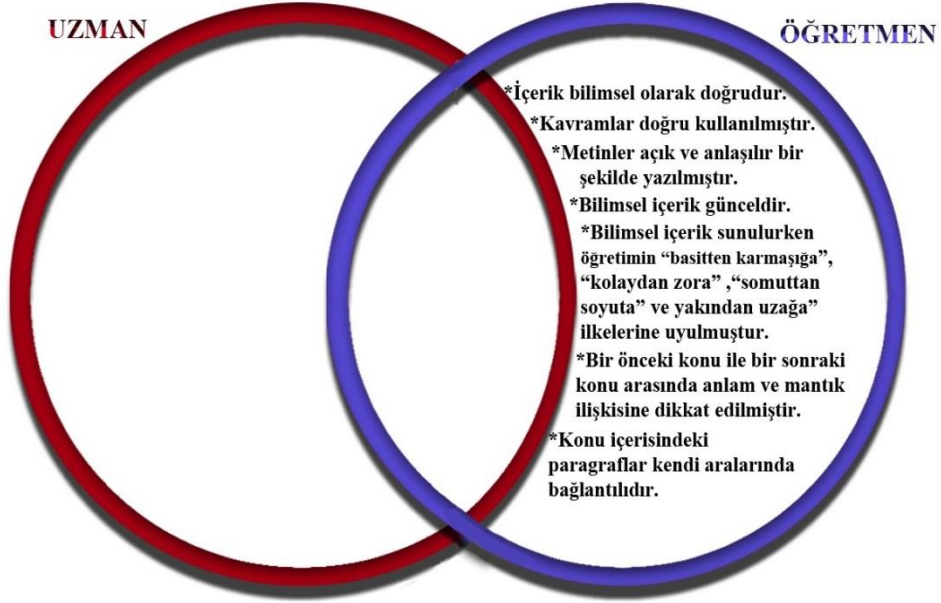 UZMAN
ÖĞRETMEN
*İçerik bilimsel olarak doğrudur.
*Kavramlar doğru kullanılmıştır.
*Metinler açık ve anlaşılır bir
şekilde yazılmıştır.
*Bilimsel içerik günceldir.
*Bilimsel içerik sunulurken
öğretimin “basitten karmaşığa”,
“kolaydan zora” ,“somuttan
soyuta” ve yakından uzağa”
ilkelerine uyulmuştur.
*Bir önceki konu ile bir sonraki
konu arasında anlam ve mantık
ilişkisine dikkat edilmiştir.
*Konu içerisindeki
paragraflar kendi aralarında
bağlantılıdır.